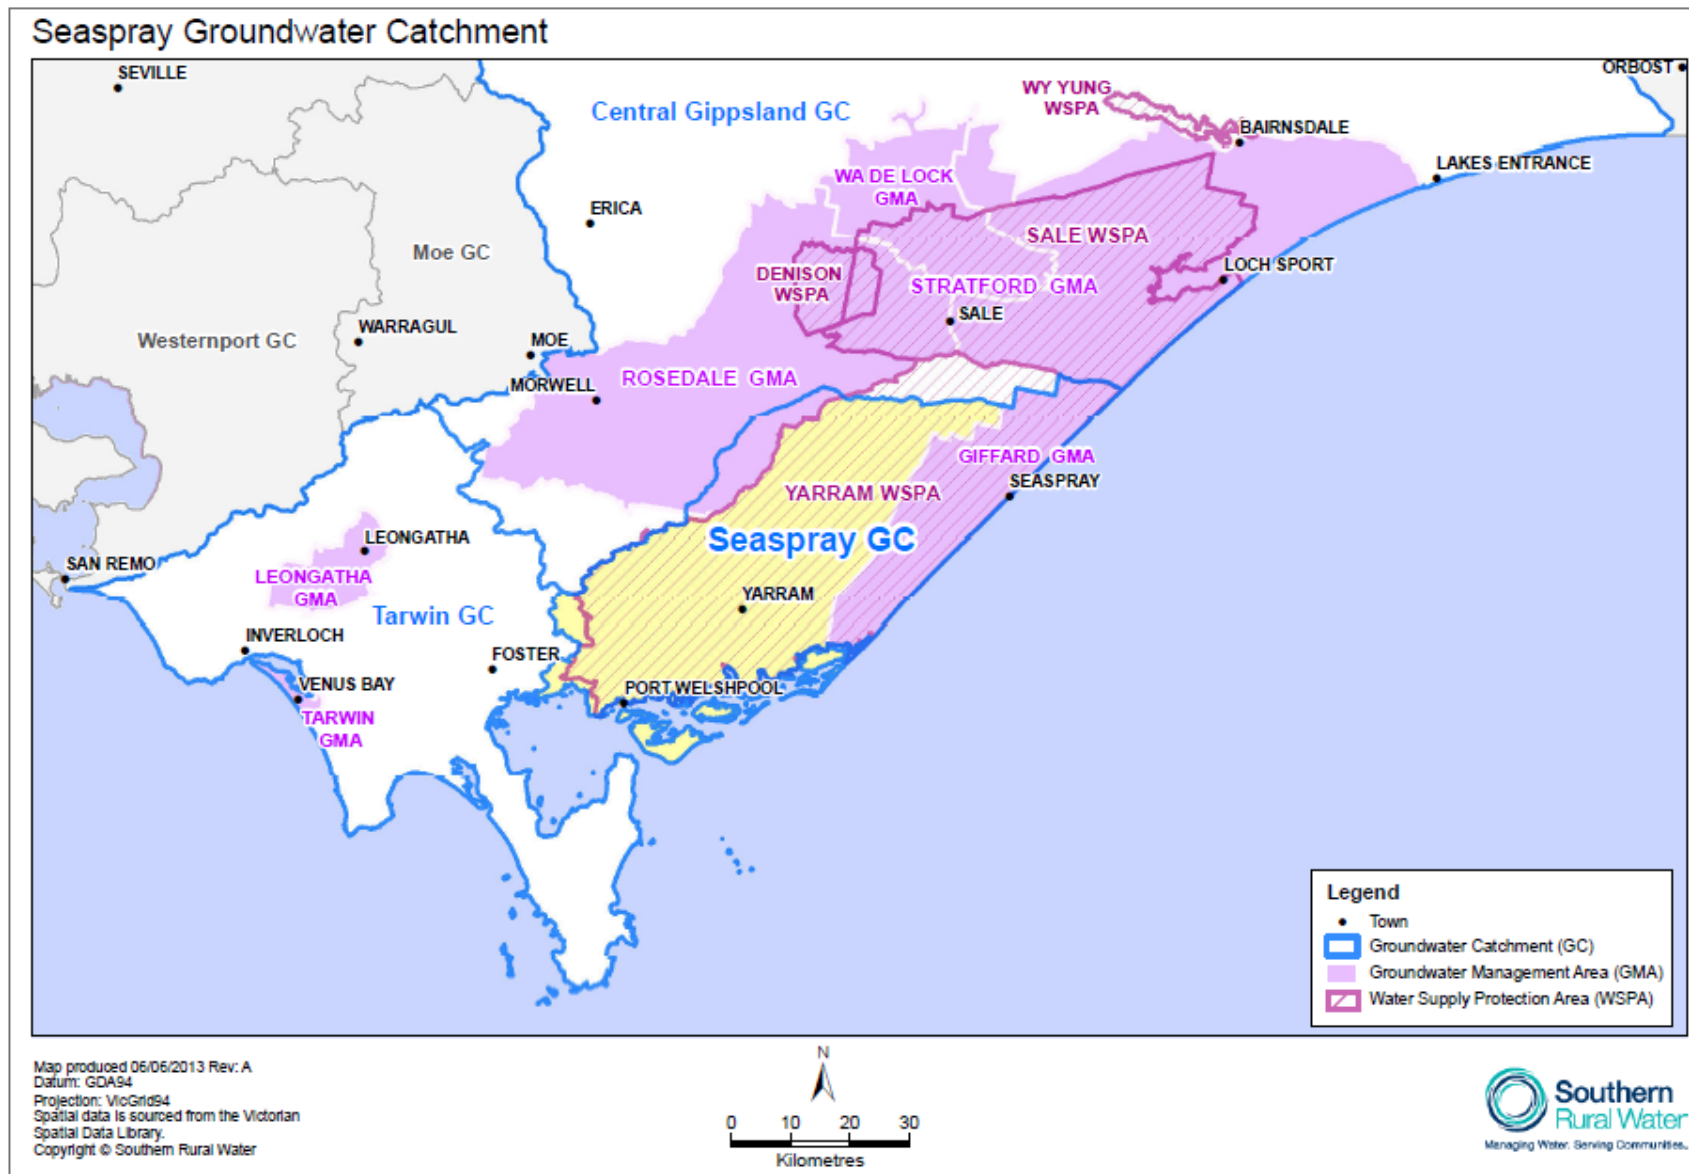 Seaspray Groundwater Catchment
SEVILLE
ORBOST
Central Gippsland GC
WY YUNG
WSPA
BAIRNSDALE
LAKES ENTRANCE
WA DE LOCK
GMA
ERICA
Moe GC
SALE WSPA
DENISON
WSPA
LOCH SPORT
STRATFORD GMA
SALE
WARRAGUL
Westernport GC
MOE
MORWELL
ROSEDALE GMA
GIFFARD GMA
SEASPRAY
YARRAM WSPA
Seaspray GC
LEONGATHA
SAN REMO
LEONGATHA
GMA
YARRAM
Tarwin GC
INVERLOCH
FOSTER
VENUS BAY
PORT WELSHPOOL
TARWIN
GMA
Legend
Town
Groundwater Catchment (GC)
Groundwater Management Area (GMA)
Water Supply Protection Area (WSPA)
Map produced 06/06/2013 Rev: A
Datum: GDA94
Projection: VicGrid94
Spatial data is sourced from the Victorian
Spatial Data Library.
Copyright © Southern Rural Water
N
0 10 20 30
Kilometres
Southern
Rural Water
Managing Water. Serving Communities.